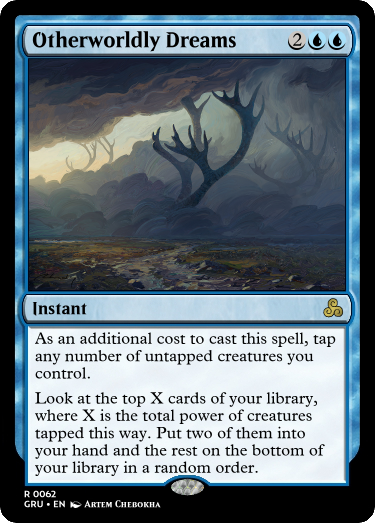 Otherworldly Dreams 2
Instant
As an additional cost to cast this spell, tap
any number of untapped creatures you
control.
Look at the top X cards of your library,
where X is the total power of creatures
tapped this way. Put two of them into
your hand and the rest on the bottom of
your library in a random order.
R 0062
GRU • EN Artem Chebokha